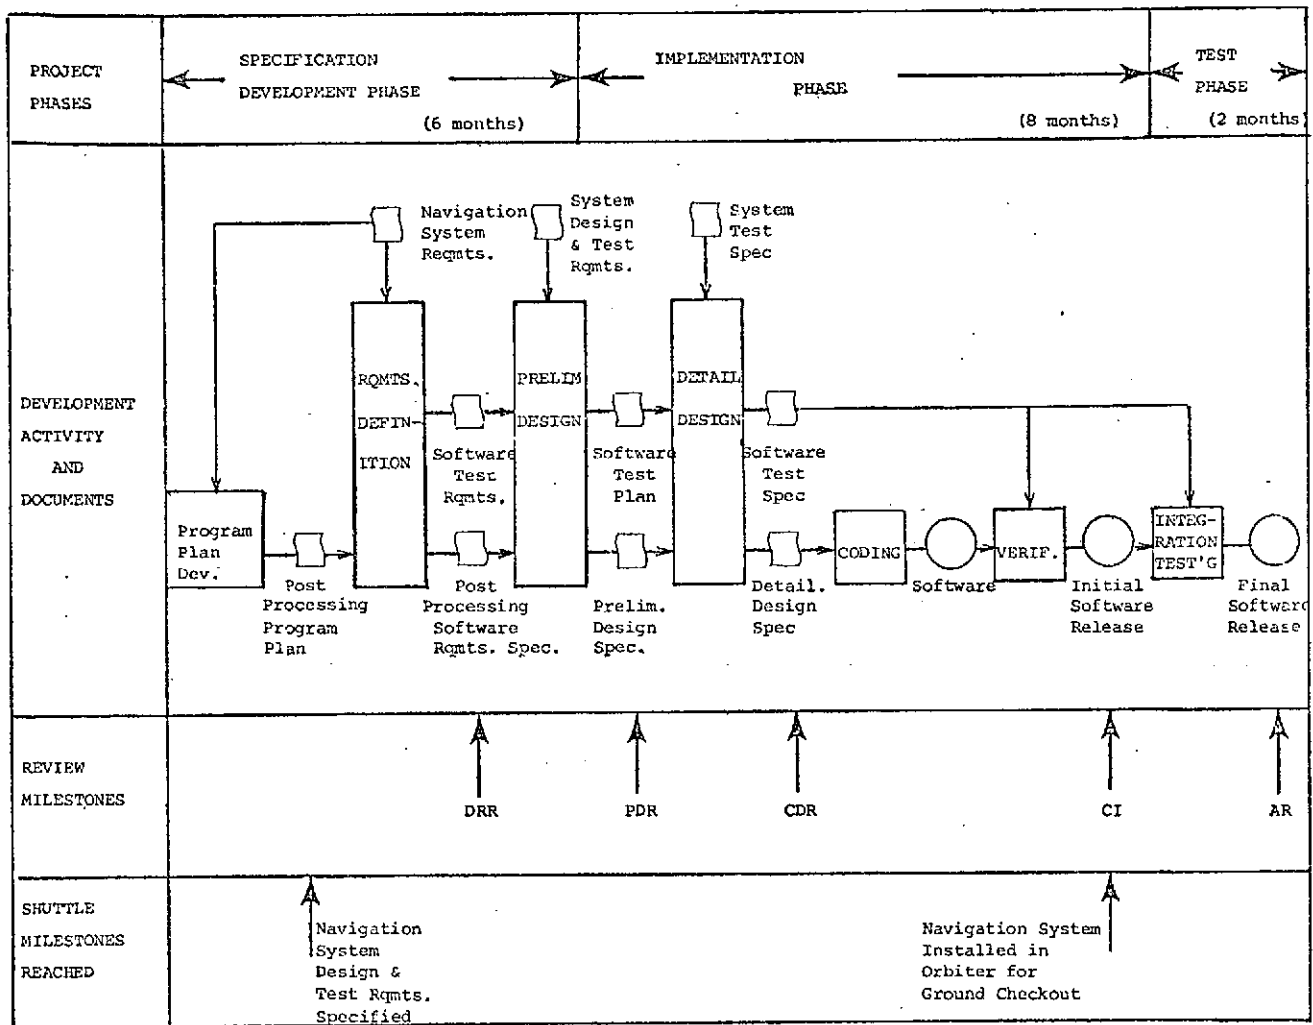 PROJECT
PHASES
SPECIFICATION
DEVELOPMENT PHASE
(6 months)
IMPLEMENTATION
PHASE
(8 months)
TEST
PHASE
(2 months)
DEVELOPMENT
ACTIVITY
AND
DOCUMENTS
Navigation
System
Reqmts.
System
Design
& Test
Rqmts.
System
Test
Spec
RQMTS.
DEFIN-
ITION
PRELIM
DESIGN
DETAIL
DESIGN
Software
Test
Rqmts.
Software
Test
Plan
Software
Test
Spec
Program
Plan
Dev.
Post
Processing
Program
Plan
Post
Processing
Software
Rqmts. Spec.
Prelim.
Design
Spec.
Detail.
Design
Spec
CODING
Software
VERIF.
Initial
Software
Release
INTEG-
RATION
TEST'G
Final
Software
Release
REVIEW
MILESTONES
DRR
PDR
CDR
CI
AR
SHUTTLE
MILESTONES
REACHED
Navigation
System
Design &
Test Rqmts.
Specified
Navigation System
Installed in
Orbiter for
Ground Checkout